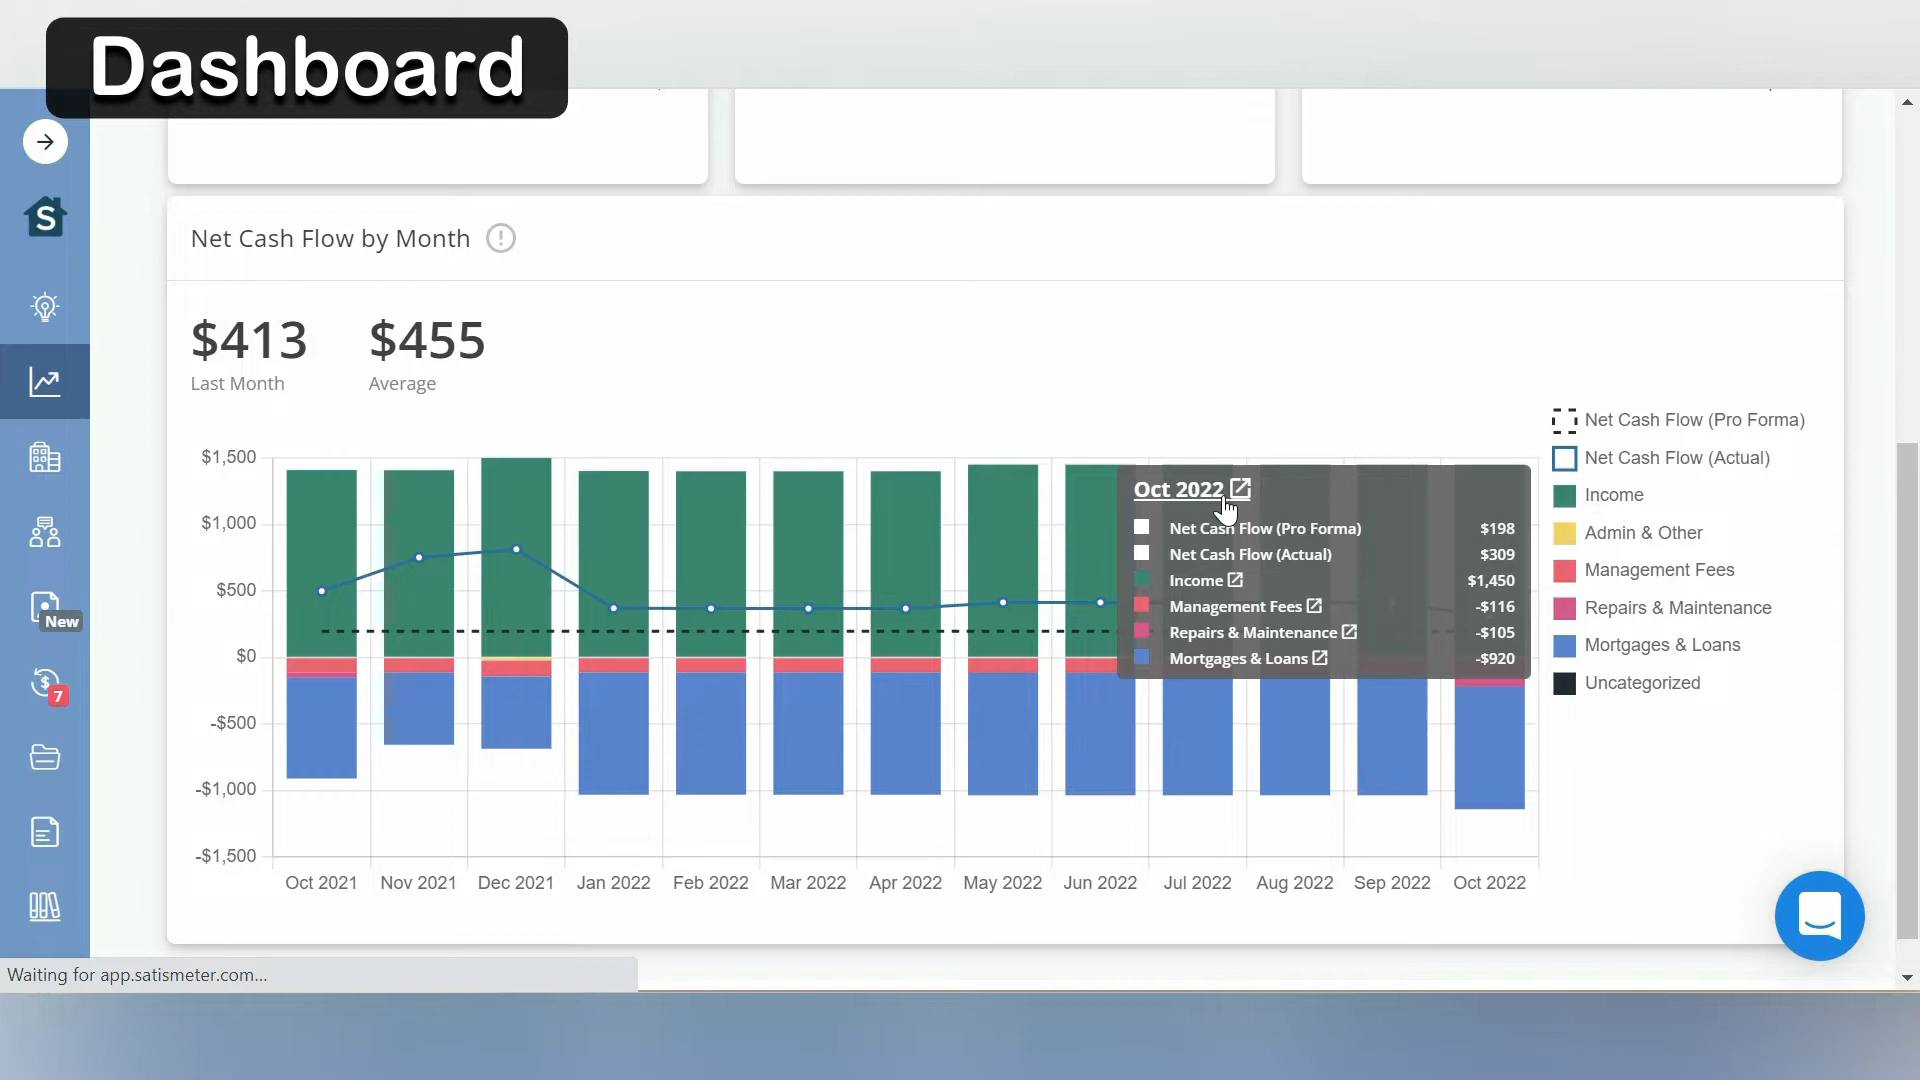 Dashboard
S
Net Cash Flow by Month
$413
$455
Last Month
Average
Net Cash Flow (Pro Forma)
Net Cash Flow (Actual)
Income
Admin & Other
Management Fees
Repairs & Maintenance
Mortgages & Loans
Uncategorized
$1,500
$1,000
$500
$0
-$500
-$1,000
-$1,500
Oct 2022
Net Cash Flow (Pro Forma) $198
Net Cash Flow (Actual) $309
Income $1,450
Management Fees -$116
Repairs & Maintenance -$105
Mortgages & Loans -$920
New
7
Oct 2021 Nov 2021 Dec 2021 Jan 2022 Feb 2022 Mar 2022 Apr 2022 May 2022 Jun 2022 Jul 2022 Aug 2022 Sep 2022 Oct 2022
Waiting for app.satismeter.com...